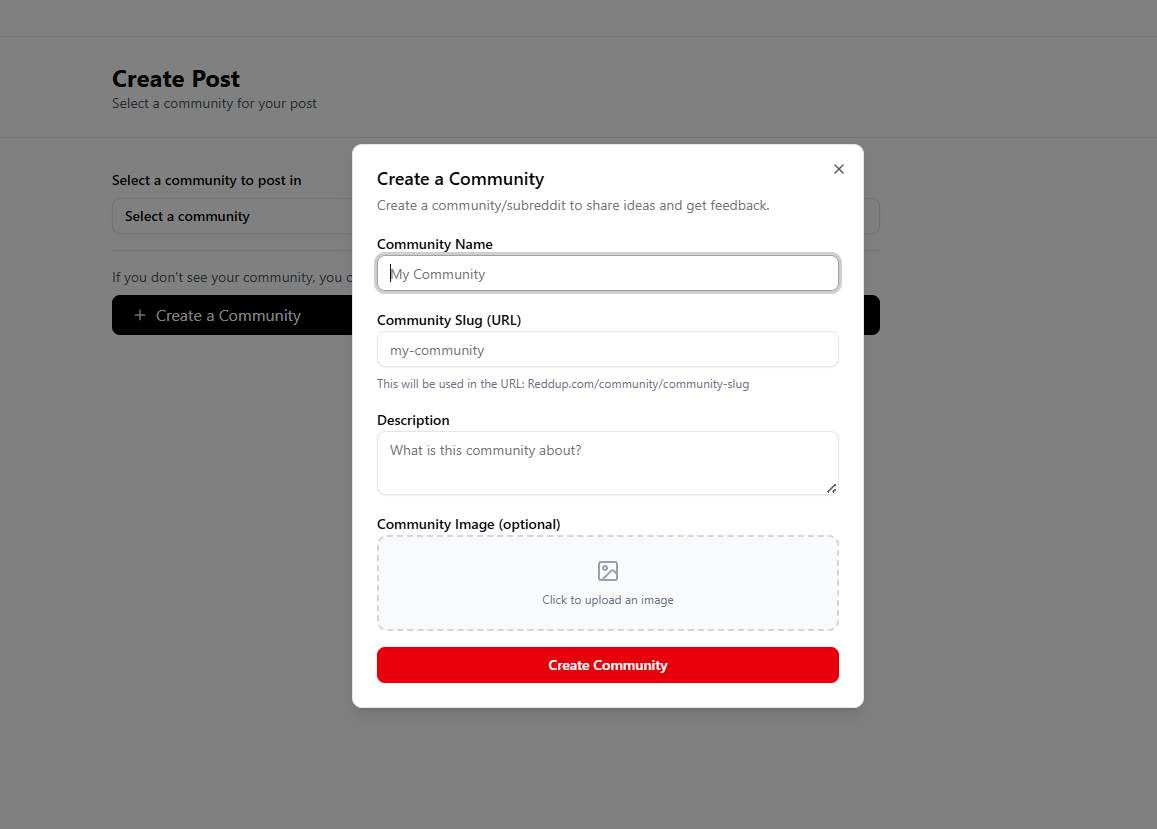 Create Post
Select a community for your post
Select a community to post in
Select a community
If you don't see your community, you c
Create a Community
Create a Community
Create a community/subreddit to share ideas and get feedback.
Community Name
My Community
Community Slug (URL)
my-community
This will be used in the URL: Reddup.com/community/community-slug
Description
What is this community about?
Community Image (optional)
Click to upload an image
Create Community